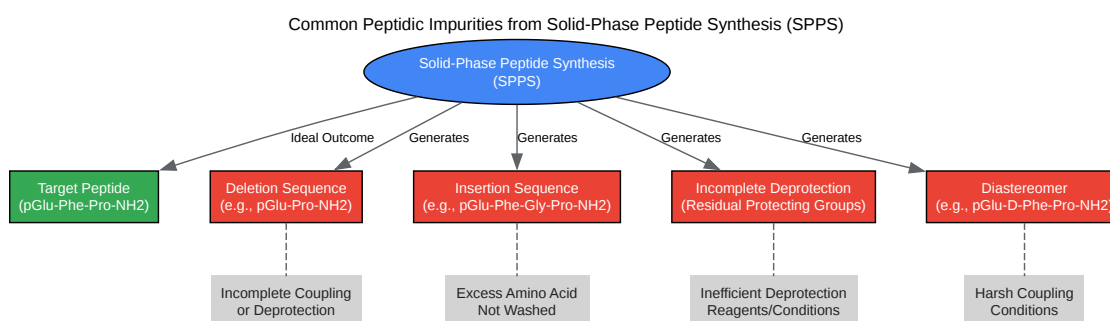 Common Peptidic Impurities from Solid-Phase Peptide Synthesis (SPPS)
Solid-Phase Peptide Synthesis
(SPPS)
Ideal Outcome
Generates
Generates
Generates
Generates
Target Peptide
(pGlu-Phe-Pro-NH2)
Deletion Sequence
(e.g., pGlu-Pro-NH2)
Insertion Sequence
(e.g., pGlu-Phe-Gly-Pro-NH2)
Incomplete Deprotection
(Residual Protecting Groups)
Diastereomer
(e.g., pGlu-D-Phe-Pro-NH2)
Incomplete Coupling
or Deprotection
Excess Amino Acid
Not Washed
Inefficient Deprotection
Reagents/Conditions
Harsh Coupling
Conditions